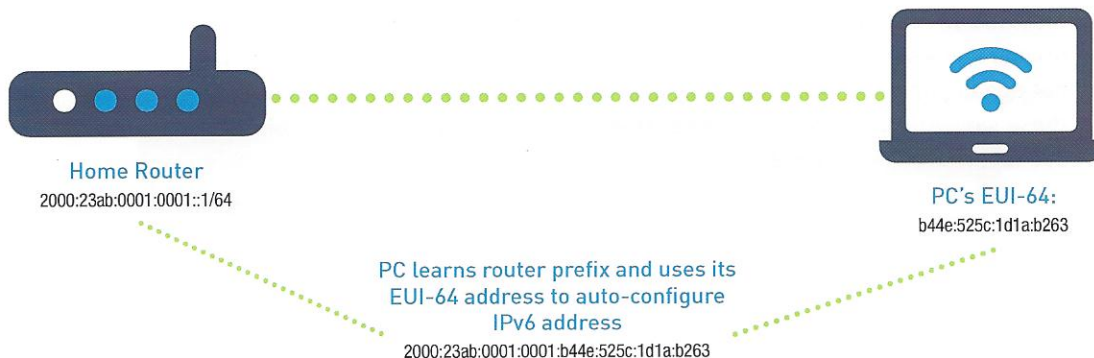 Home Router
2000:23ab:0001:0001::1/64
PC's EUI-64:
b44e:525c:1d1a:b263
PC learns router prefix and uses its
EUI-64 address to auto-configure
IPv6 address
2000:23ab:0001:0001:b44e:525c:1d1a:b263